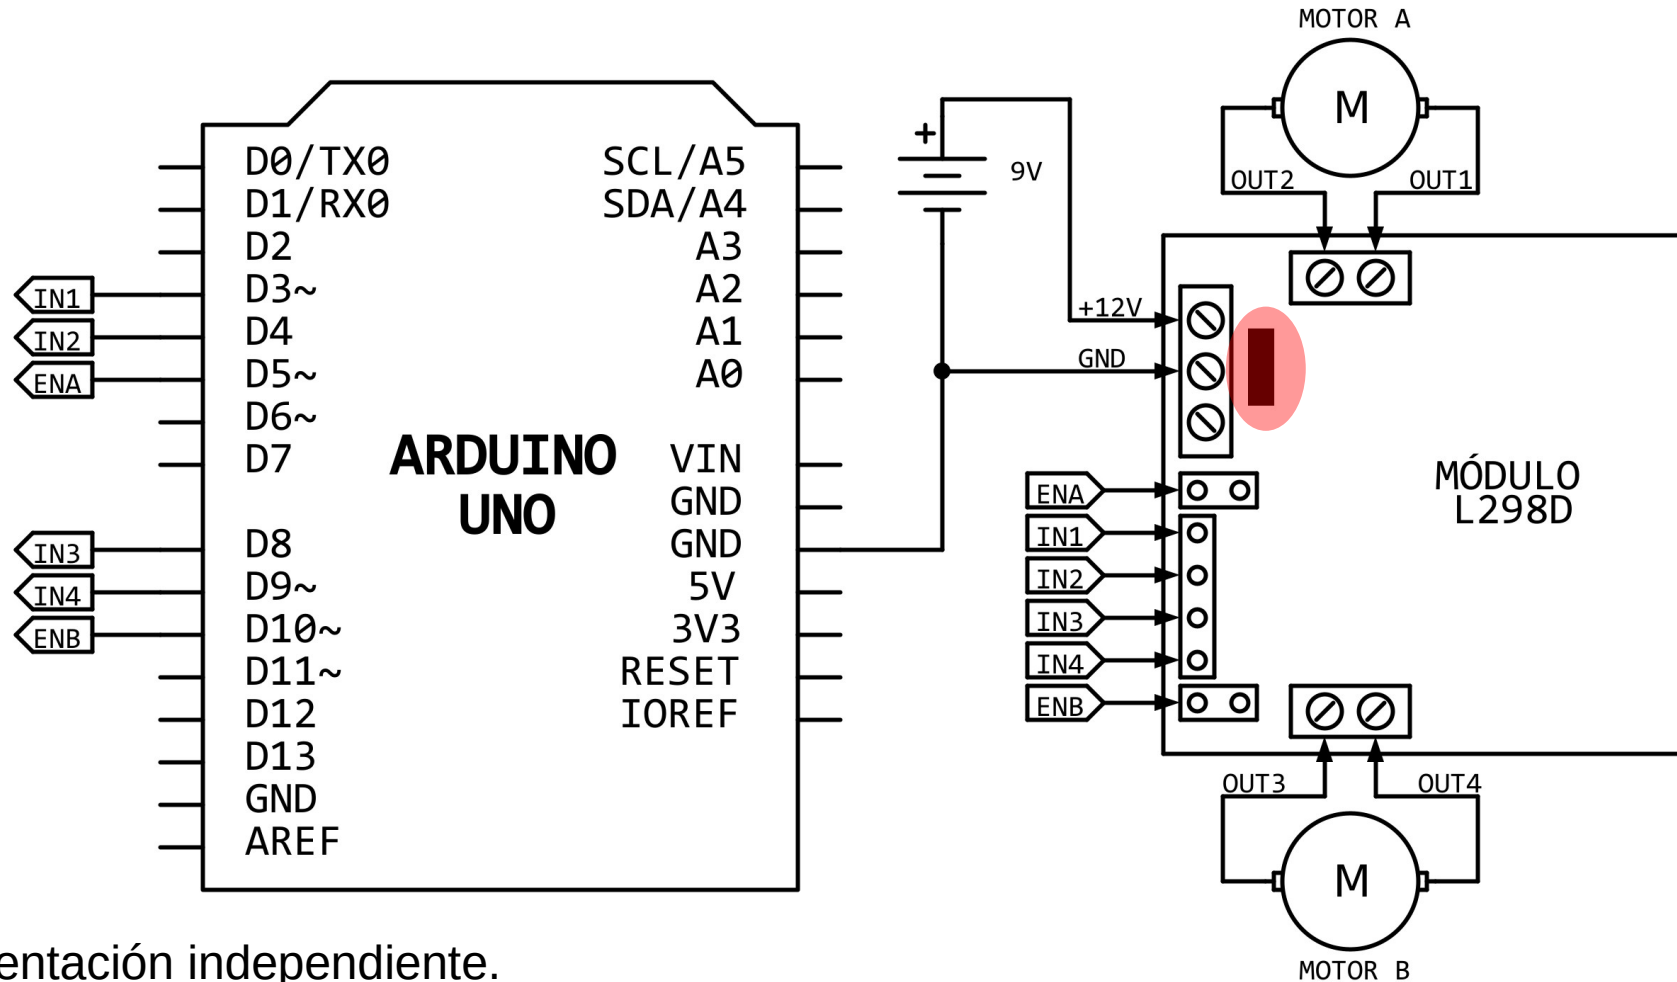 MOTOR A
M
OUT2
OUT1
+
9V
+12V
GND
D0/TX0
D1/RX0
D2
D3~
D4
D5~
D6~
D7
D8
D9~
D10~
D11~
D12
D13
GND
AREF
SCL/A5
SDA/A4
A3
A2
A1
A0
VIN
GND
GND
5V
3V3
RESET
IOREF
ARDUINO
UNO
IN1
IN2
ENA
IN3
IN4
ENB
ENA
IN1
IN2
IN3
IN4
ENB
MÓDULO
L298D
OUT3
OUT4
M
MOTOR B
entación independiente.